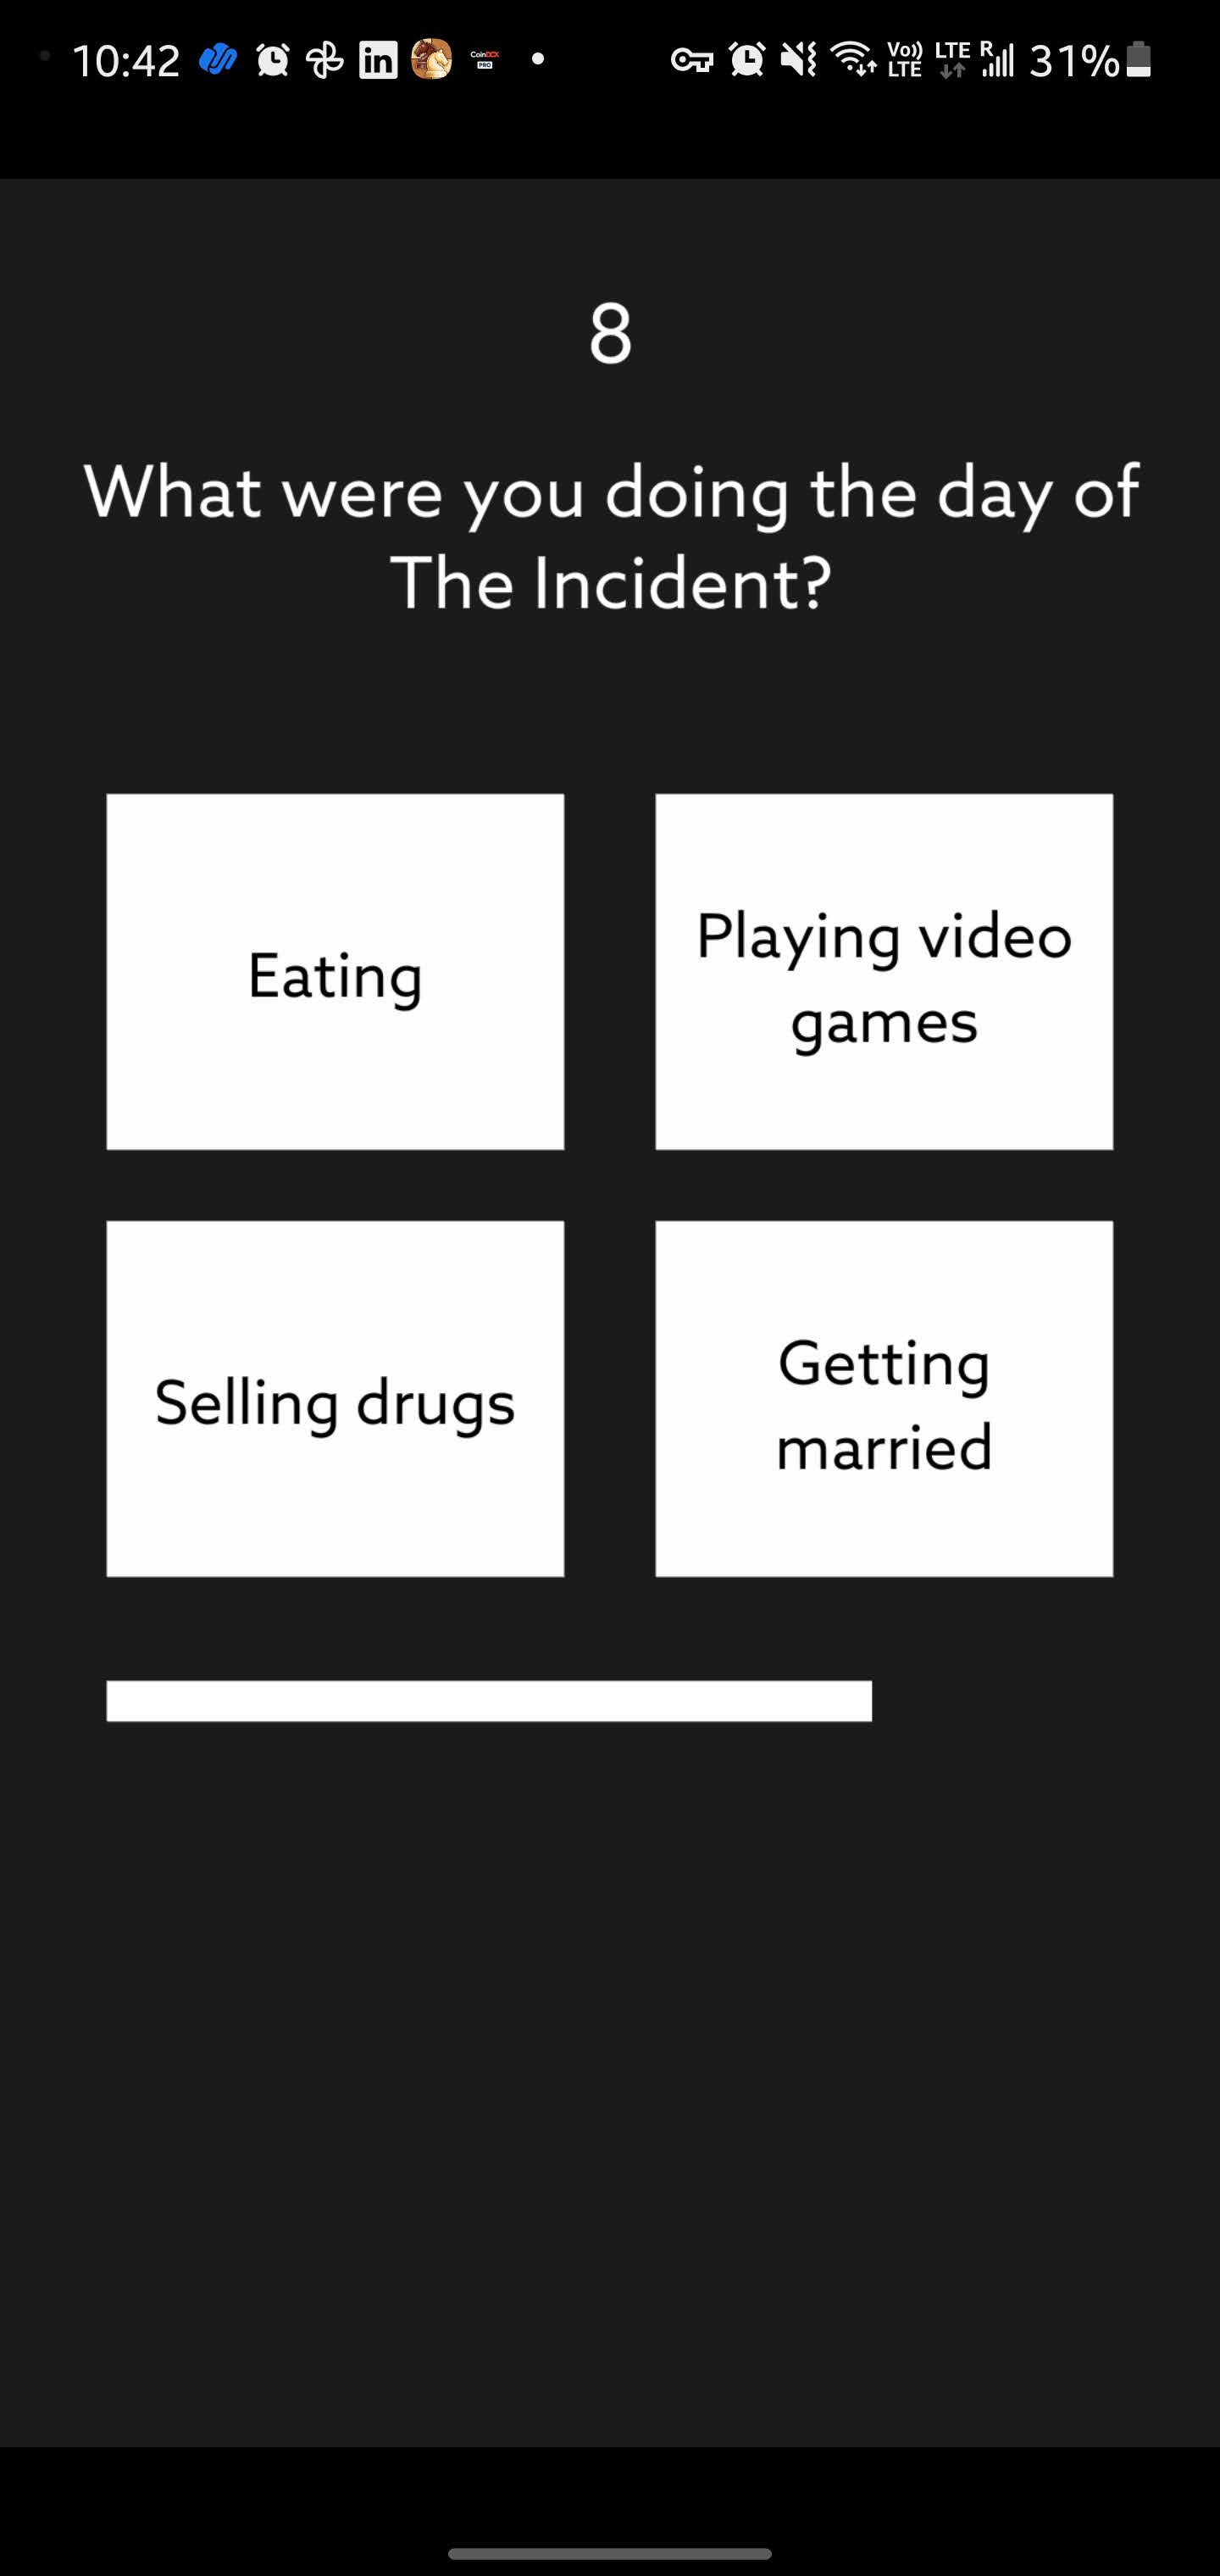 10:42
in
CoinDCX
PRO
Vo))
LTE
LTE
R
31%
8
What were you doing the day of
The Incident?
Eating
Playing video
games
Selling drugs
Getting
married